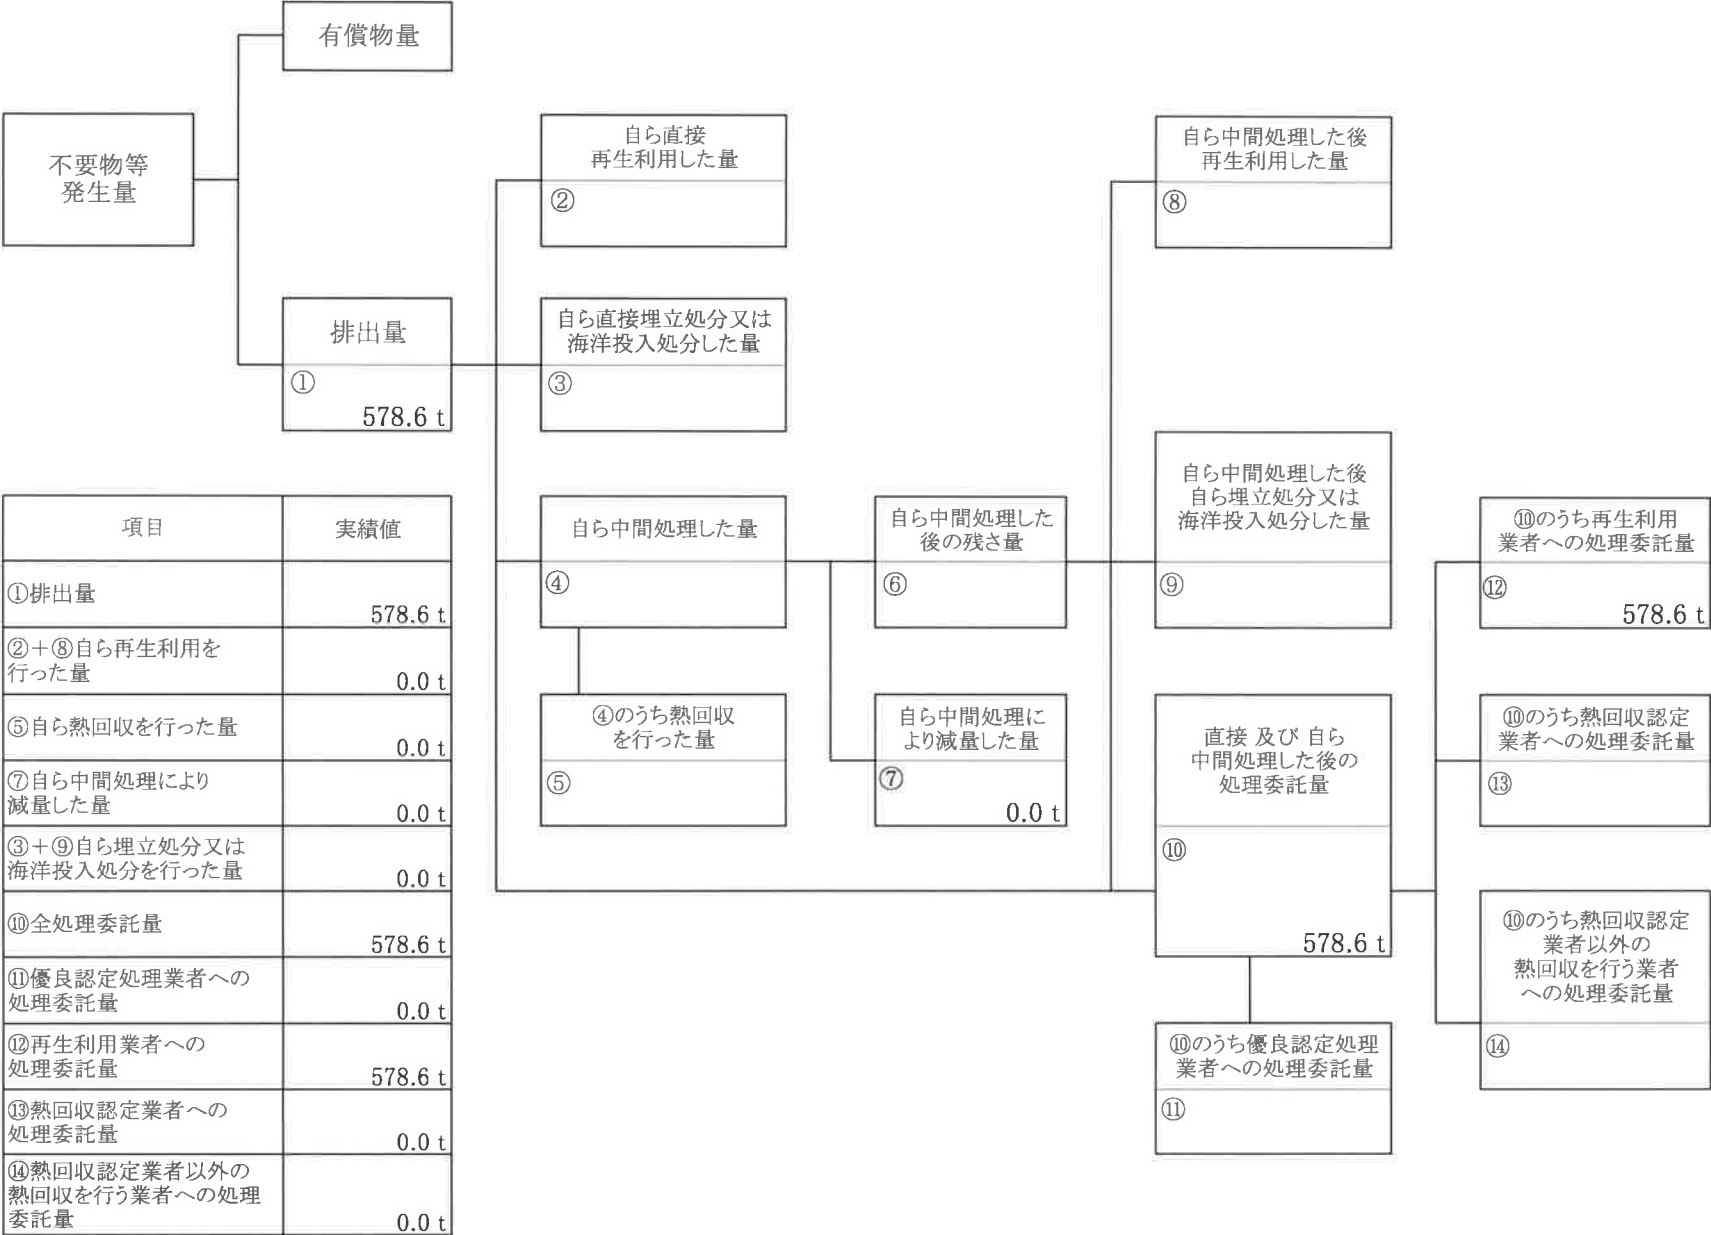 有償物量
不要物等
発生量
自ら直接
再生利用した量
②
自ら中間処理した後
再生利用した量
⑧
排出量
①
578.6 t
自ら直接埋立処分又は
海洋投入処分した量
③
自ら中間処理した量
④
自ら中間処理した
後の残さ量
⑥
自ら中間処理した後
自ら埋立処分又は
海洋投入処分した量
⑨
⑩のうち再生利用
業者への処理委託量
⑫
578.6 t
④のうち熱回収
を行った量
⑤
自ら中間処理に
より減量した量
⑦
0.0 t
直接 及び 自ら
中間処理した後の
処理委託量
⑩
578.6 t
⑩のうち熱回収認定
業者への処理委託量
⑬
⑩のうち熱回収認定
業者以外の
熱回収を行う業者
への処理委託量
⑭
⑩のうち優良認定処理
業者への処理委託量
⑪
項目 実績値
①排出量
578.6 t
②+⑧自ら再生利用を
行った量
0.0 t
⑤自ら熱回収を行った量
0.0 t
⑦自ら中間処理により
減量した量
0.0 t
③+⑨自ら埋立処分又は
海洋投入処分を行った量
0.0 t
⑩全処理委託量
578.6 t
⑪優良認定処理業者への
処理委託量
0.0 t
⑫再生利用業者への
処理委託量
578.6 t
⑬熱回収認定業者への
処理委託量
0.0 t
⑭熱回収認定業者以外の
熱回収を行う業者への処理
委託量
0.0 t